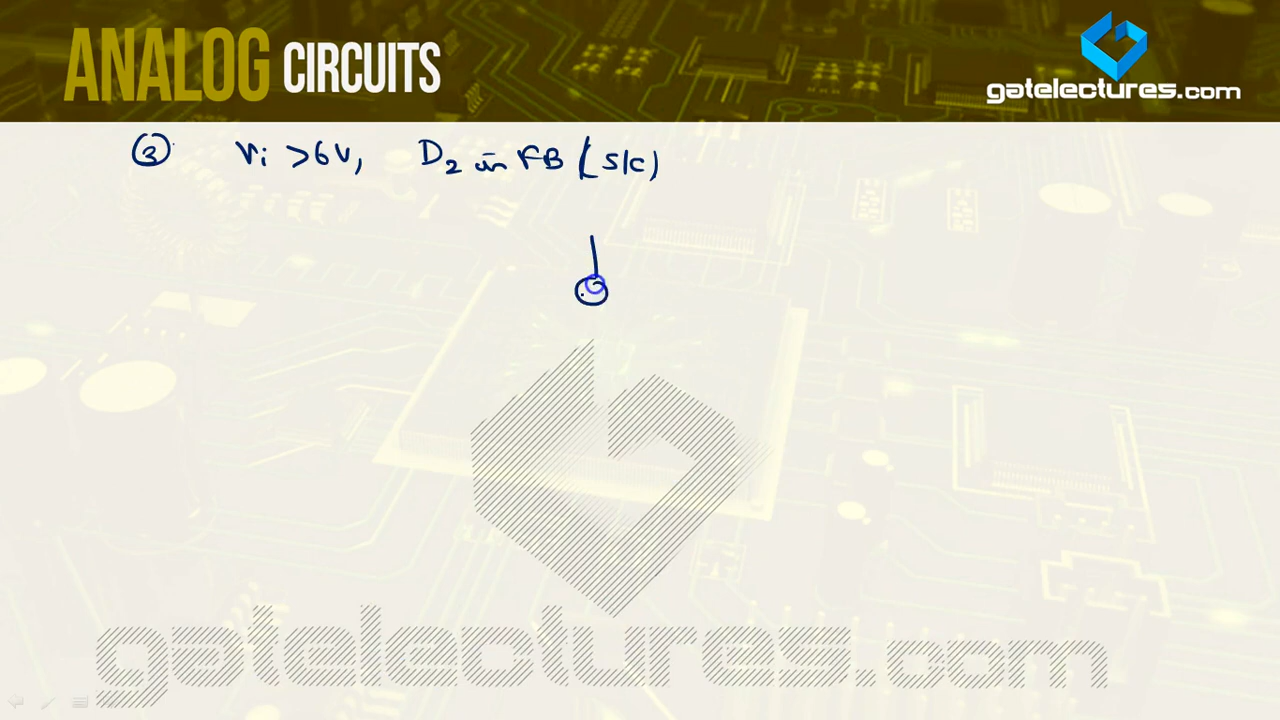 ANALOG CIRCUITS
gatelectures.com
③ Vi > 6V, D2 in FB (S/C)
gatelectures.com